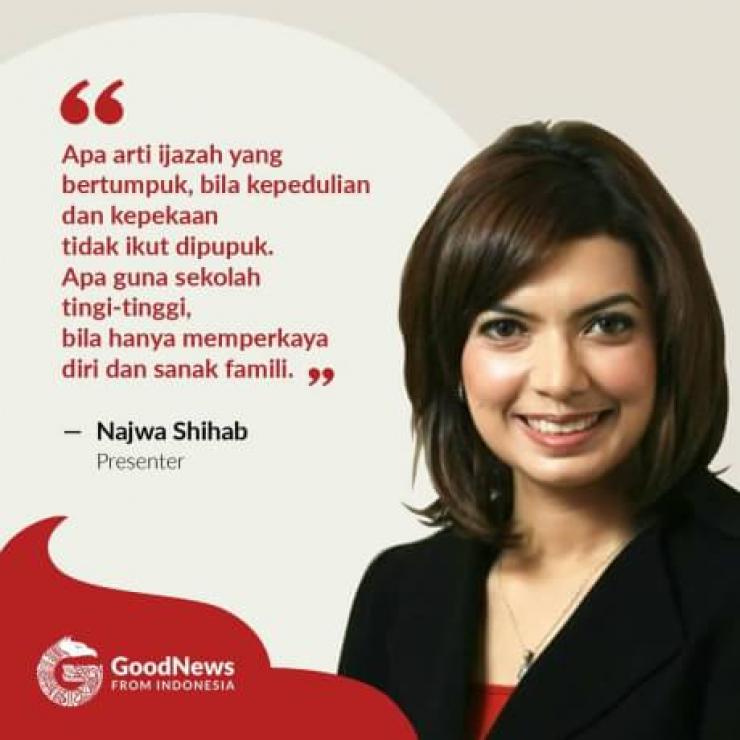 “
Apa arti ijazah yang
bertumpuk, bila kepedulian
dan kepekaan
tidak ikut dipupuk.
Apa guna sekolah
tingi-tinggi,
bila hanya memperkaya
diri dan sanak famili. ”
— Najwa Shihab
Presenter
GoodNews
FROM INDONESIA